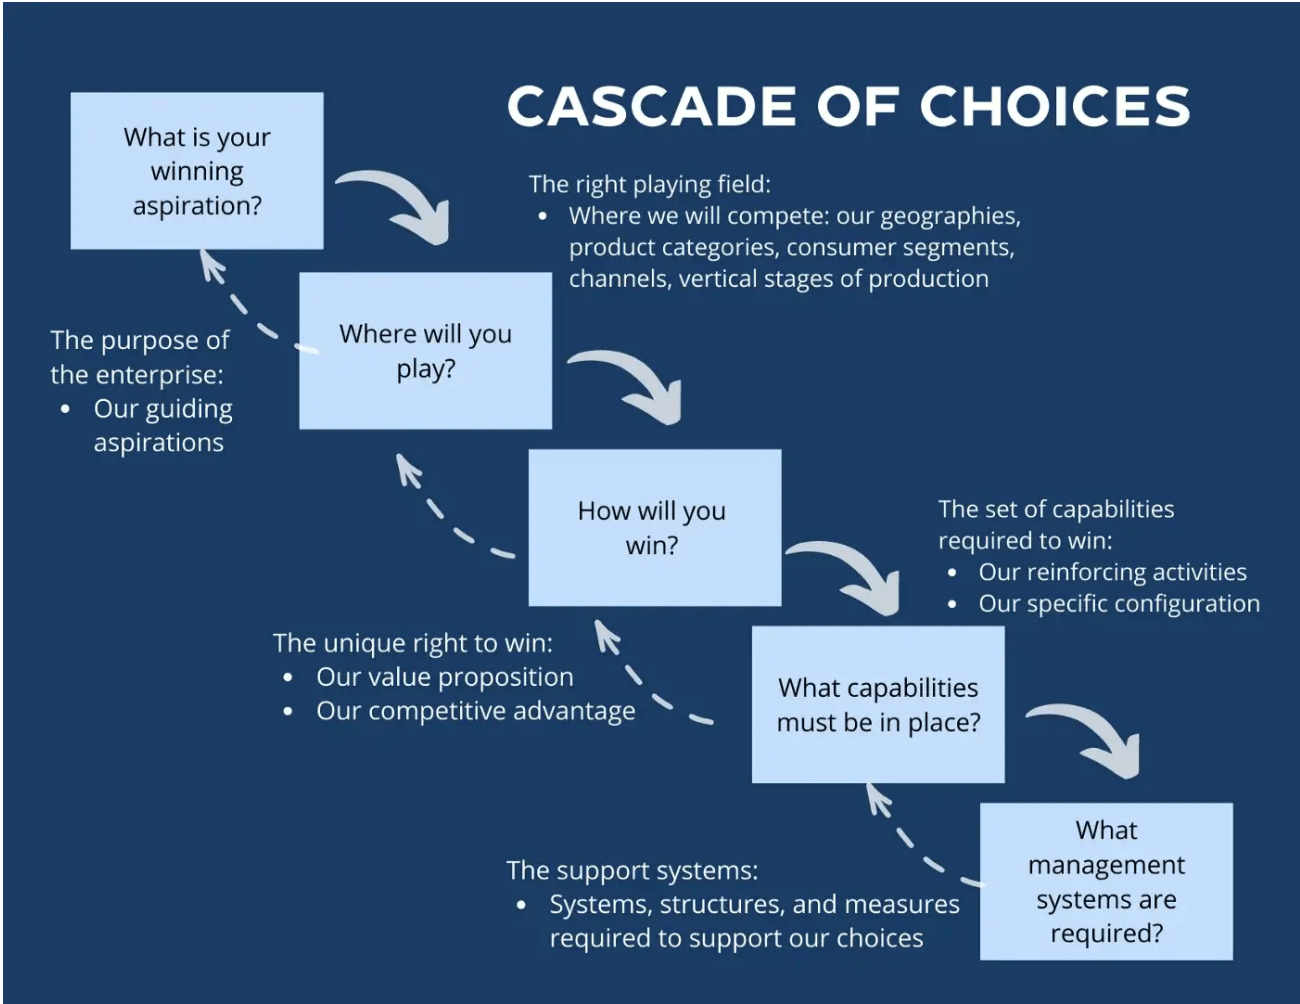 CASCADE OF CHOICES
What is your
winning
aspiration?
The purpose of
the enterprise:
• Our guiding
aspirations
Where will you
play?
The right playing field:
• Where we will compete: our geographies,
product categories, consumer segments,
channels, vertical stages of production
How will you
win?
The unique right to win:
• Our value proposition
• Our competitive advantage
What capabilities
must be in place?
The set of capabilities
required to win:
• Our reinforcing activities
• Our specific configuration
What
management
systems are
required?
The support systems:
• Systems, structures, and measures
required to support our choices